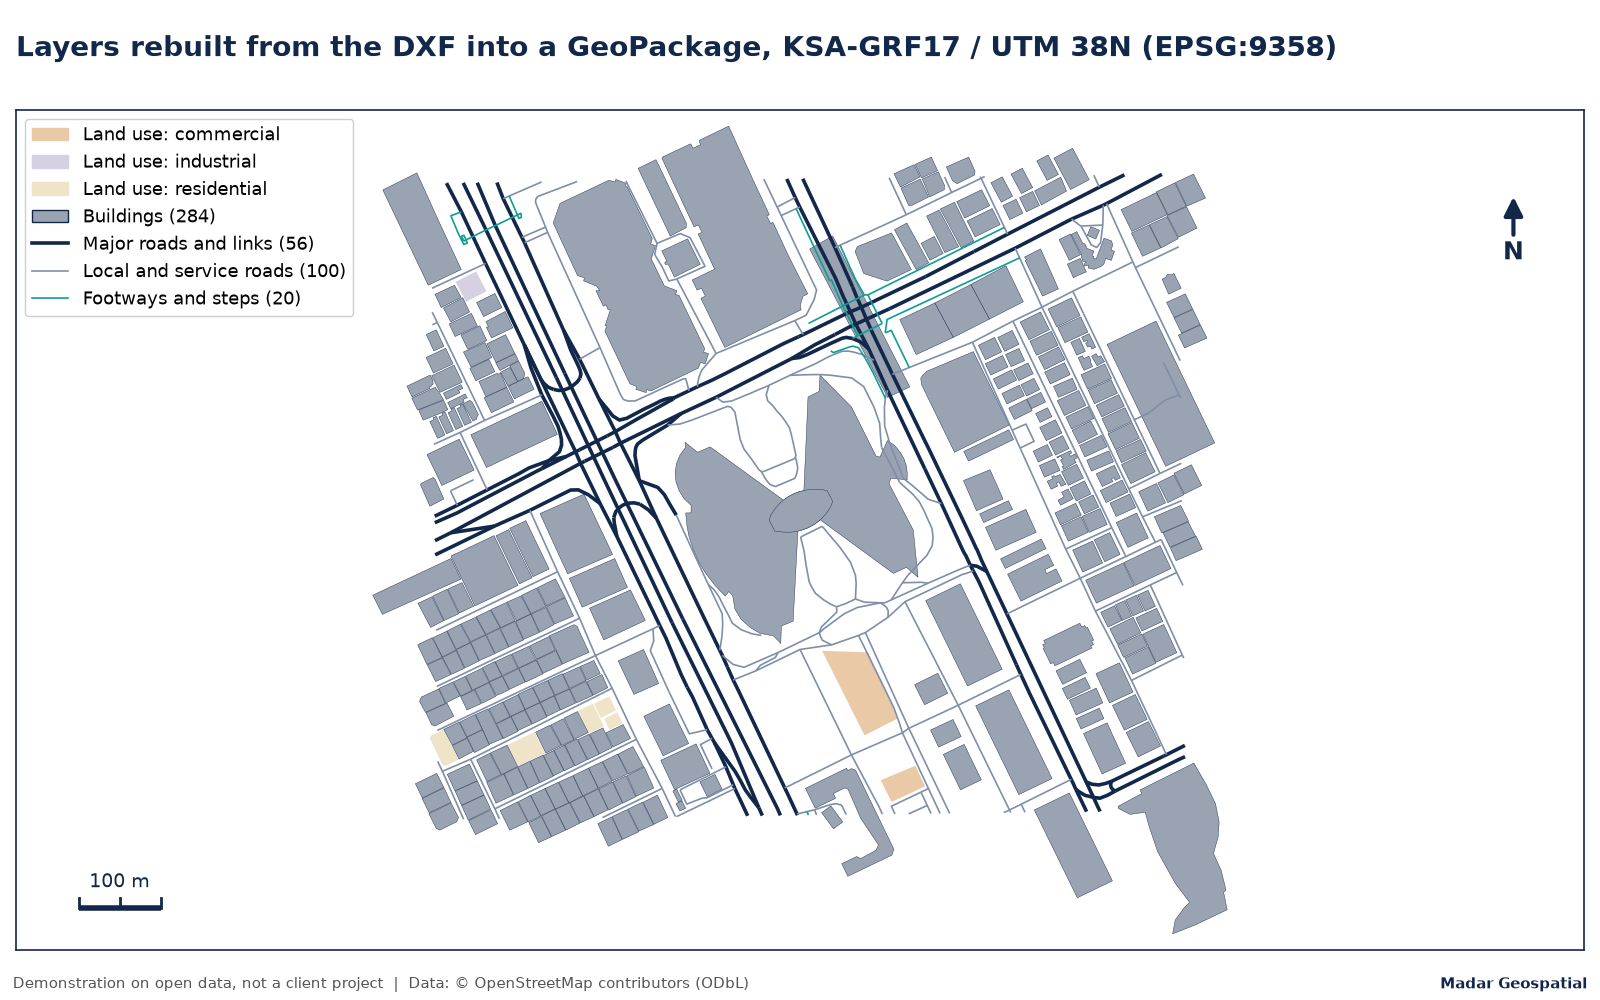 Layers rebuilt from the DXF into a GeoPackage, KSA-GRF17 / UTM 38N (EPSG:9358)
Land use: commercial
Land use: industrial
Land use: residential
Buildings (284)
Major roads and links (56)
Local and service roads (100)
Footways and steps (20)
N
100 m
Demonstration on open data, not a client project | Data: © OpenStreetMap contributors (ODbL)
Madar Geospatial